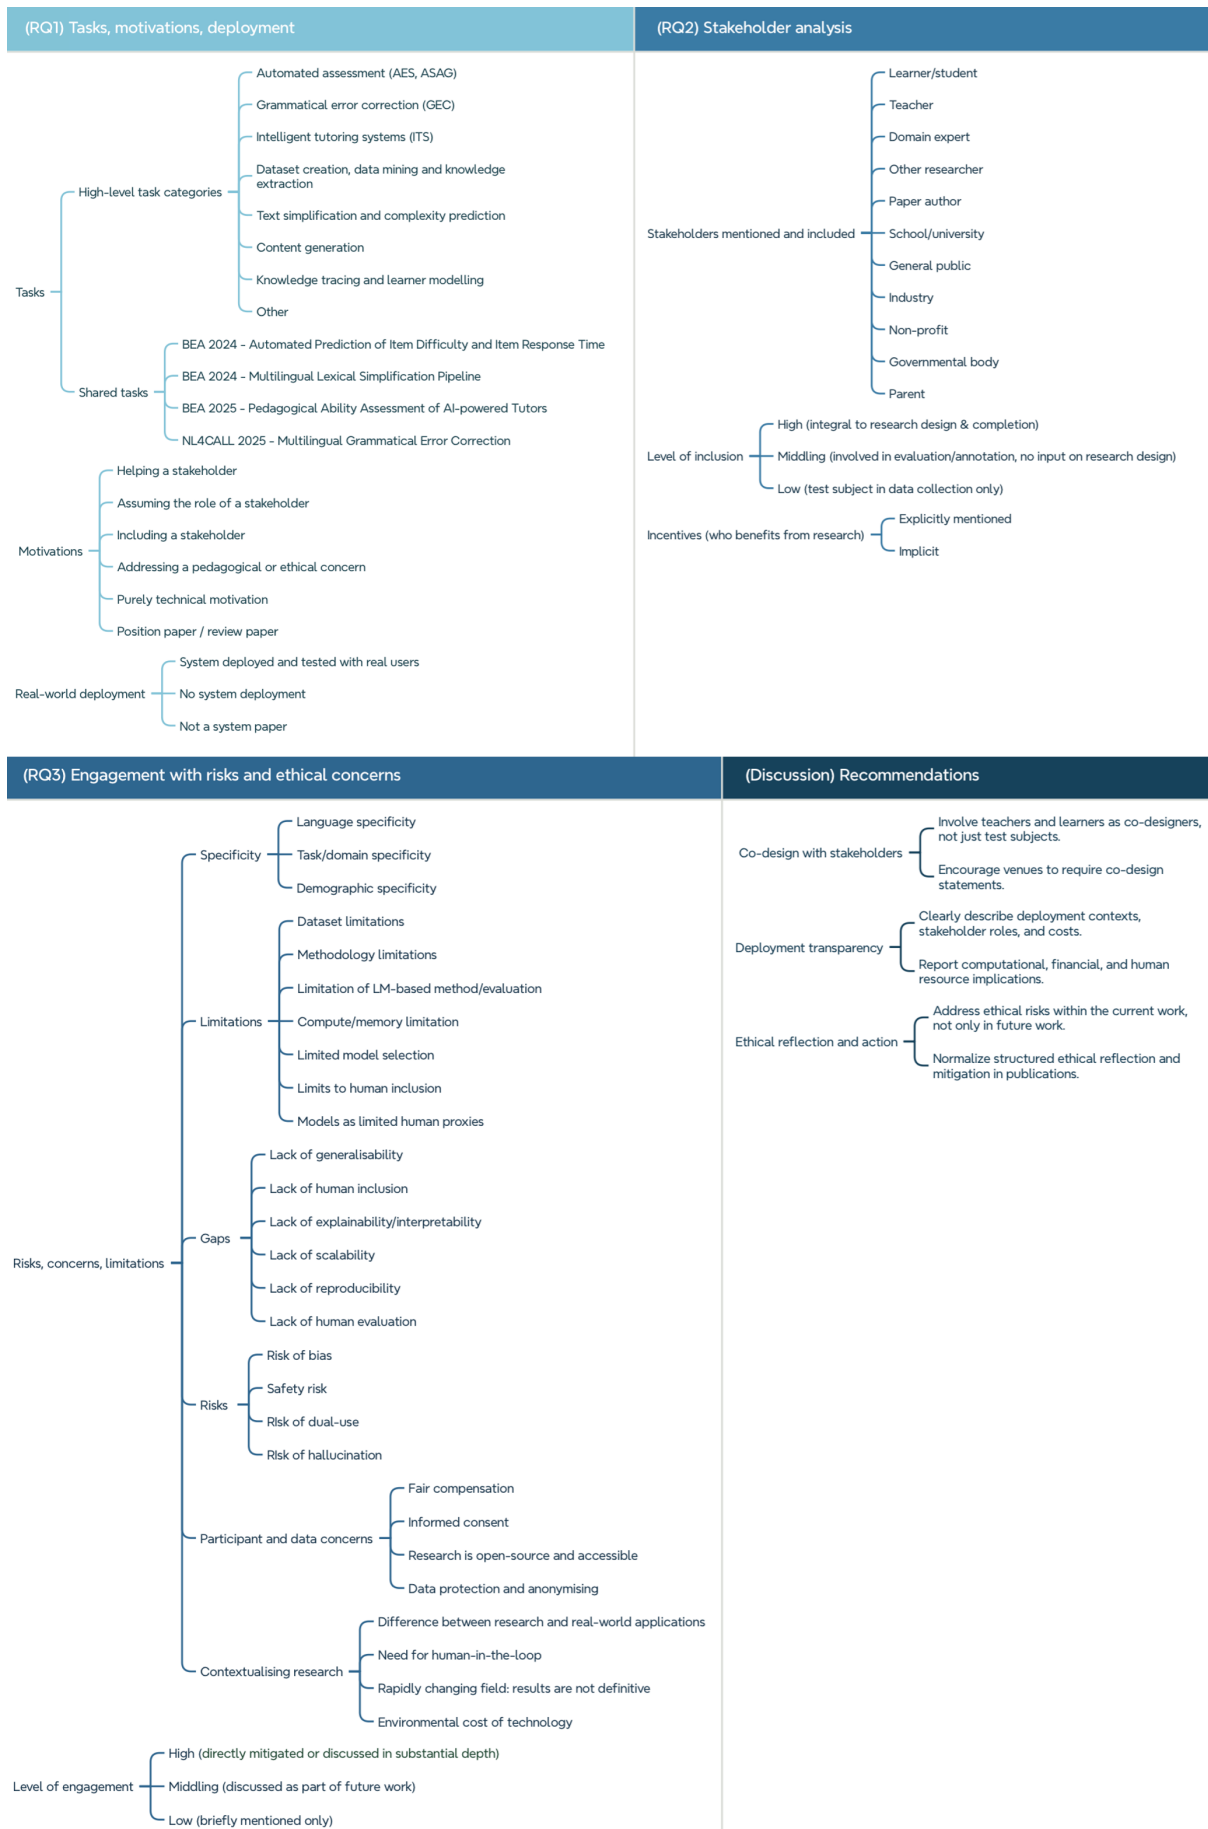 (RQ1) Tasks, motivations, deployment
Tasks
High-level task categories
Automated assessment (AES, ASAG)
Grammatical error correction (GEC)
Intelligent tutoring systems (ITS)
Dataset creation, data mining and knowledge
extraction
Text simplification and complexity prediction
Content generation
Knowledge tracing and learner modelling
Other
Shared tasks
BEA 2024 - Automated Prediction of Item Difficulty and Item Response Time
BEA 2024 - Multilingual Lexical Simplification Pipeline
BEA 2025 - Pedagogical Ability Assessment of AI-powered Tutors
NL4CALL 2025 - Multilingual Grammatical Error Correction
Motivations
Helping a stakeholder
Assuming the role of a stakeholder
Including a stakeholder
Addressing a pedagogical or ethical concern
Purely technical motivation
Position paper / review paper
Real-world deployment
System deployed and tested with real users
No system deployment
Not a system paper
(RQ2) Stakeholder analysis
Stakeholders mentioned and included
Learner/student
Teacher
Domain expert
Other researcher
Paper author
School/university
General public
Industry
Non-profit
Governmental body
Parent
Level of inclusion
High (integral to research design & completion)
Middling (involved in evaluation/annotation, no input on research design)
Low (test subject in data collection only)
Incentives (who benefits from research)
Explicitly mentioned
Implicit
(RQ3) Engagement with risks and ethical concerns
Risks, concerns, limitations
Specificity
Language specificity
Task/domain specificity
Demographic specificity
Limitations
Dataset limitations
Methodology limitations
Limitation of LM-based method/evaluation
Compute/memory limitation
Limited model selection
Limits to human inclusion
Models as limited human proxies
Gaps
Lack of generalisability
Lack of human inclusion
Lack of explainability/interpretability
Lack of scalability
Lack of reproducibility
Lack of human evaluation
Risks
Risk of bias
Safety risk
RIsk of dual-use
RIsk of hallucination
Participant and data concerns
Fair compensation
Informed consent
Research is open-source and accessible
Data protection and anonymising
Contextualising research
Difference between research and real-world applications
Need for human-in-the-loop
Rapidly changing field: results are not definitive
Environmental cost of technology
Level of engagement
High (directly mitigated or discussed in substantial depth)
Middling (discussed as part of future work)
Low (briefly mentioned only)
(Discussion) Recommendations
Co-design with stakeholders
Involve teachers and learners as co-designers,
not just test subjects.
Encourage venues to require co-design
statements.
Deployment transparency
Clearly describe deployment contexts,
stakeholder roles, and costs.
Report computational, financial, and human
resource implications.
Ethical reflection and action
Address ethical risks within the current work,
not only in future work.
Normalize structured ethical reflection and
mitigation in publications.